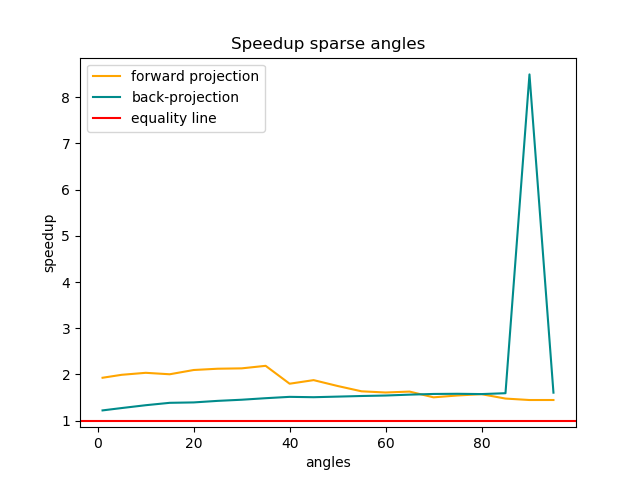 Speedup sparse angles
forward projection
back-projection
equality line
speedup
8
7
6
5
4
3
2
1
0 20 40 60 80
angles